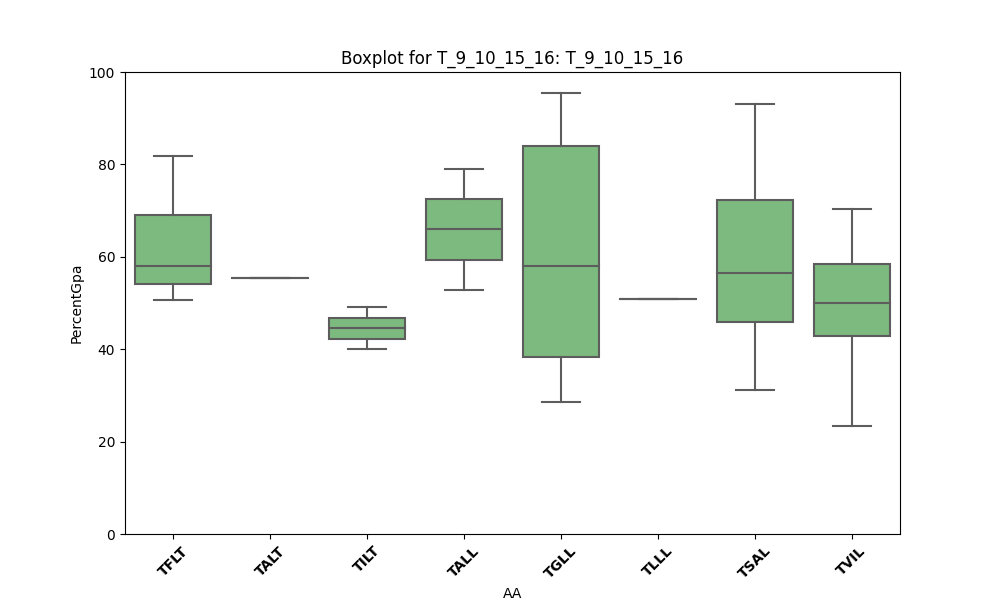 Boxplot for T_9_10_15_16: T_9_10_15_16
100
80
60
40
20
0
PercentGpa
TFLT
TALT
TILT
TALL
TGLL
TLLL
TSAL
TVIL
AA